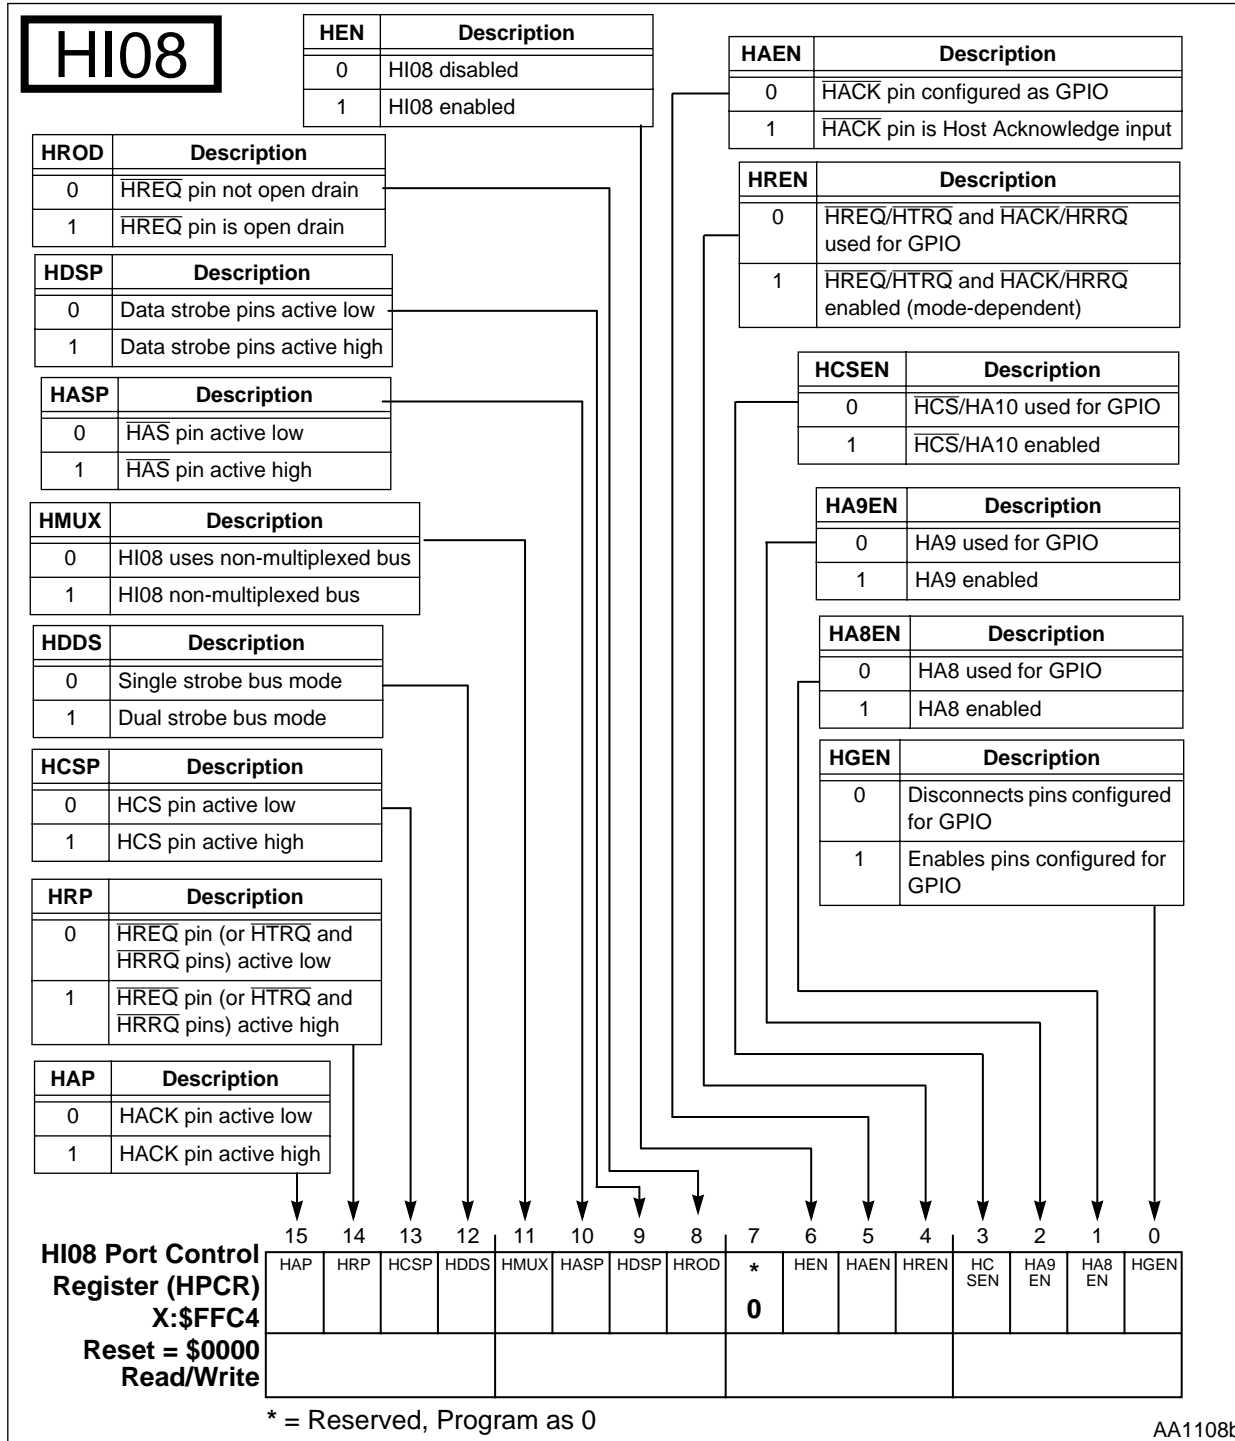 HI08
HEN Description
0 HI08 disabled
1 HI08 enabled
HROD Description
0 HREQ pin not open drain
1 HREQ pin is open drain
HDSP Description
0 Data strobe pins active low
1 Data strobe pins active high
HASP Description
0 HAS pin active low
1 HAS pin active high
HMUX Description
0 HI08 uses non-multiplexed bus
1 HI08 non-multiplexed bus
HDDS Description
0 Single strobe bus mode
1 Dual strobe bus mode
HCSP Description
0 HCS pin active low
1 HCS pin active high
HRP Description
0 HREQ pin (or HTRQ and
HRRQ pins) active low
1 HREQ pin (or HTRQ and
HRRQ pins) active high
HAP Description
0 HACK pin active low
1 HACK pin active high
HAEN Description
0 HACK pin configured as GPIO
1 HACK pin is Host Acknowledge input
HREN Description
0 HREQ/HTRQ and HACK/HRRQ
used for GPIO
1 HREQ/HTRQ and HACK/HRRQ
enabled (mode-dependent)
HCSEN Description
0 HCS/HA10 used for GPIO
1 HCS/HA10 enabled
HA9EN Description
0 HA9 used for GPIO
1 HA9 enabled
HA8EN Description
0 HA8 used for GPIO
1 HA8 enabled
HGEN Description
0 Disconnects pins configured
for GPIO
1 Enables pins configured for
GPIO
15 14 13 12 11 10 9 8 7 6 5 4 3 2 1 0
HI08 Port Control
Register (HPCR)
X:$FFC4
Reset = $0000
Read/Write
HAP HRP HCSP HDDS HMUX HASP HDSP HROD * HEN HAEN HREN HC HA9 HA8 HGEN
SEN EN EN
0
* = Reserved, Program as 0
AA1108b